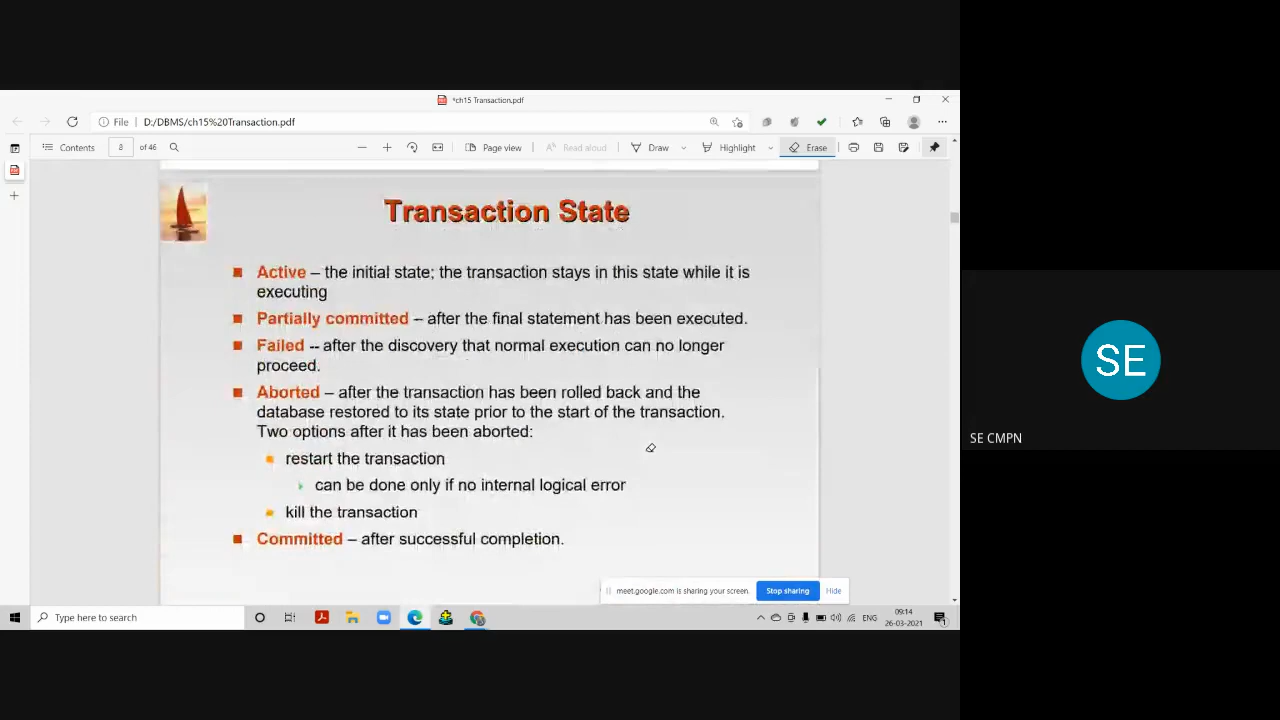 *ch15 Transaction.pdf
File | D:/DBMS/ch15%20Transaction.pdf
Contents 8 of 46 Page view Read aloud Draw Highlight Erase
Transaction State
Active – the initial state; the transaction stays in this state while it is
executing
Partially committed – after the final statement has been executed.
Failed -- after the discovery that normal execution can no longer
proceed.
Aborted – after the transaction has been rolled back and the
database restored to its state prior to the start of the transaction.
Two options after it has been aborted:
restart the transaction
can be done only if no internal logical error
kill the transaction
Committed – after successful completion.
meet.google.com is sharing your screen. Stop sharing Hide
Type here to search ENG 09:14
26-03-2021
SE
SE CMPN